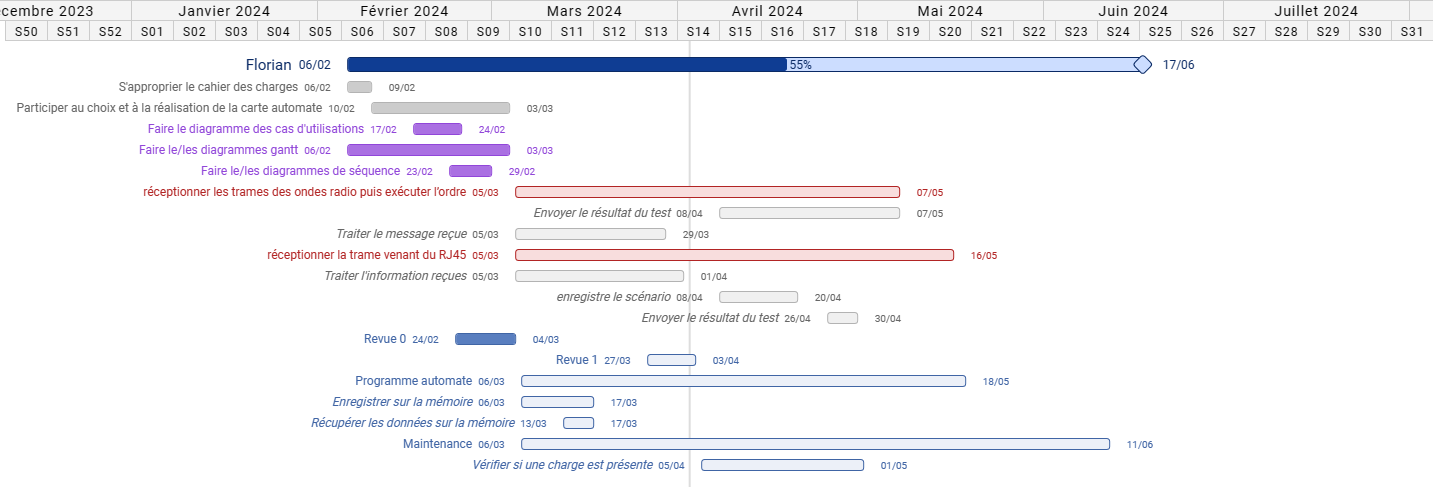 cembre 2023 Janvier 2024 Février 2024 Mars 2024 Avril 2024 Mai 2024 Juin 2024 Juillet 2024
S50 S51 S52 S01 S02 S03 S04 S05 S06 S07 S08 S09 S10 S11 S12 S13 S14 S15 S16 S17 S18 S19 S20 S21 S22 S23 S24 S25 S26 S27 S28 S29 S30 S31
Florian 06/02 55% 17/06
S'approprier le cahier des charges 06/02 09/02
Participer au choix et à la réalisation de la carte automate 10/02 03/03
Faire le diagramme des cas d'utilisations 17/02 24/02
Faire le/les diagrammes gantt 06/02 03/03
Faire le/les diagrammes de séquence 23/02 29/02
réceptionner les trames des ondes radio puis exécuter l'ordre 05/03 07/05
Envoyer le résultat du test 08/04 07/05
Traiter le message reçue 05/03 29/03
réceptionner la trame venant du RJ45 05/03 16/05
Traiter l'information reçues 05/03 01/04
enregistre le scénario 08/04 20/04
Envoyer le résultat du test 26/04 30/04
Revue 0 24/02 04/03
Revue 1 27/03 03/04
Programme automate 06/03 18/05
Enregistrer sur la mémoire 06/03 17/03
Récupérer les données sur la mémoire 13/03 17/03
Maintenance 06/03 11/06
Vérifier si une charge est présente 05/04 01/05